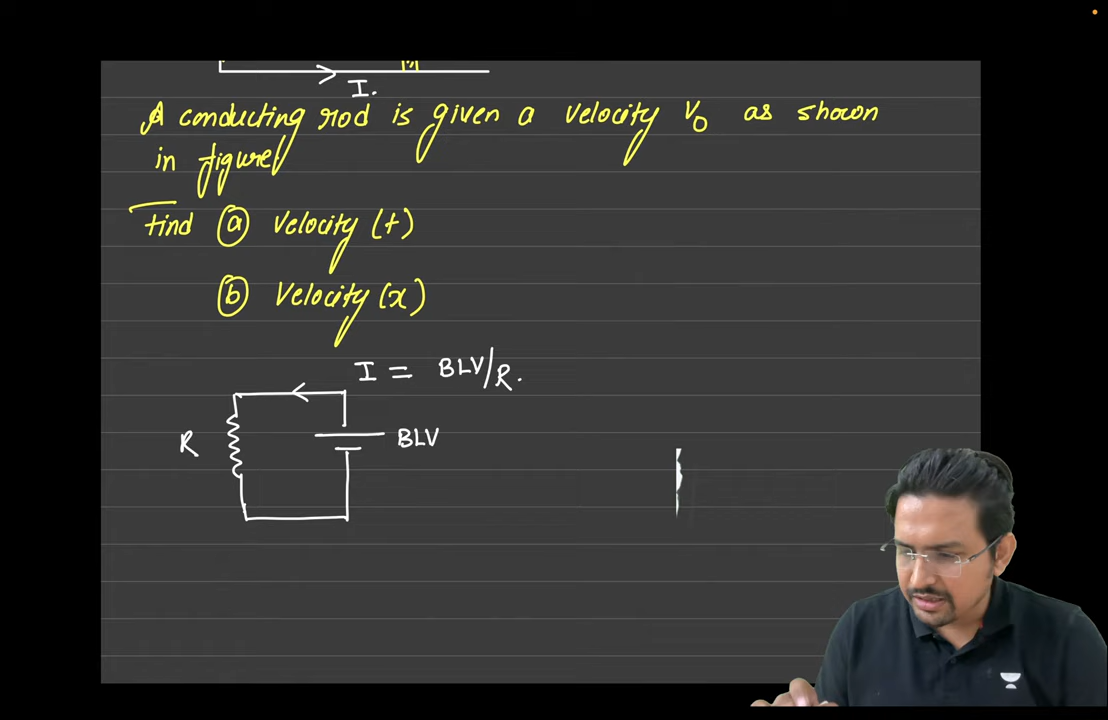 I.
A conducting rod is given a velocity V0 as shown
in figure
Find (a) Velocity (t)
(b) Velocity (x)
I = BLV/R.
R
BLV